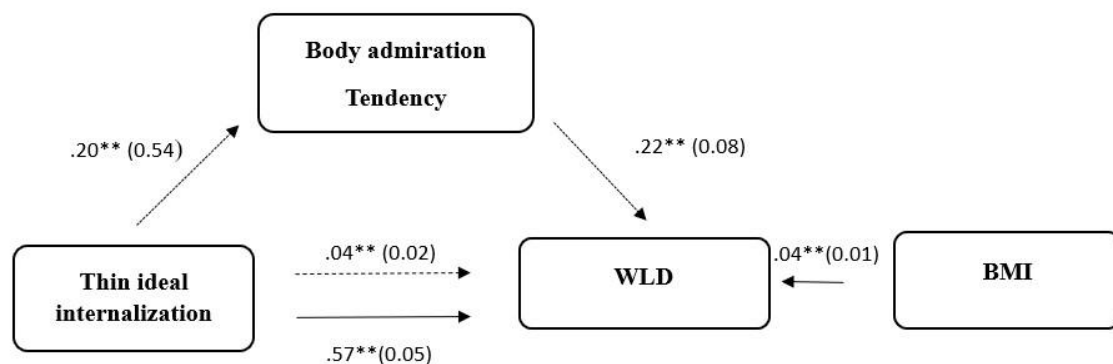 Body admiration
Tendency
.20** (0.54)
.22** (0.08)
Thin ideal
internalization
.04** (0.02)
.57**(0.05)
WLD
.04**(0.01)
BMI